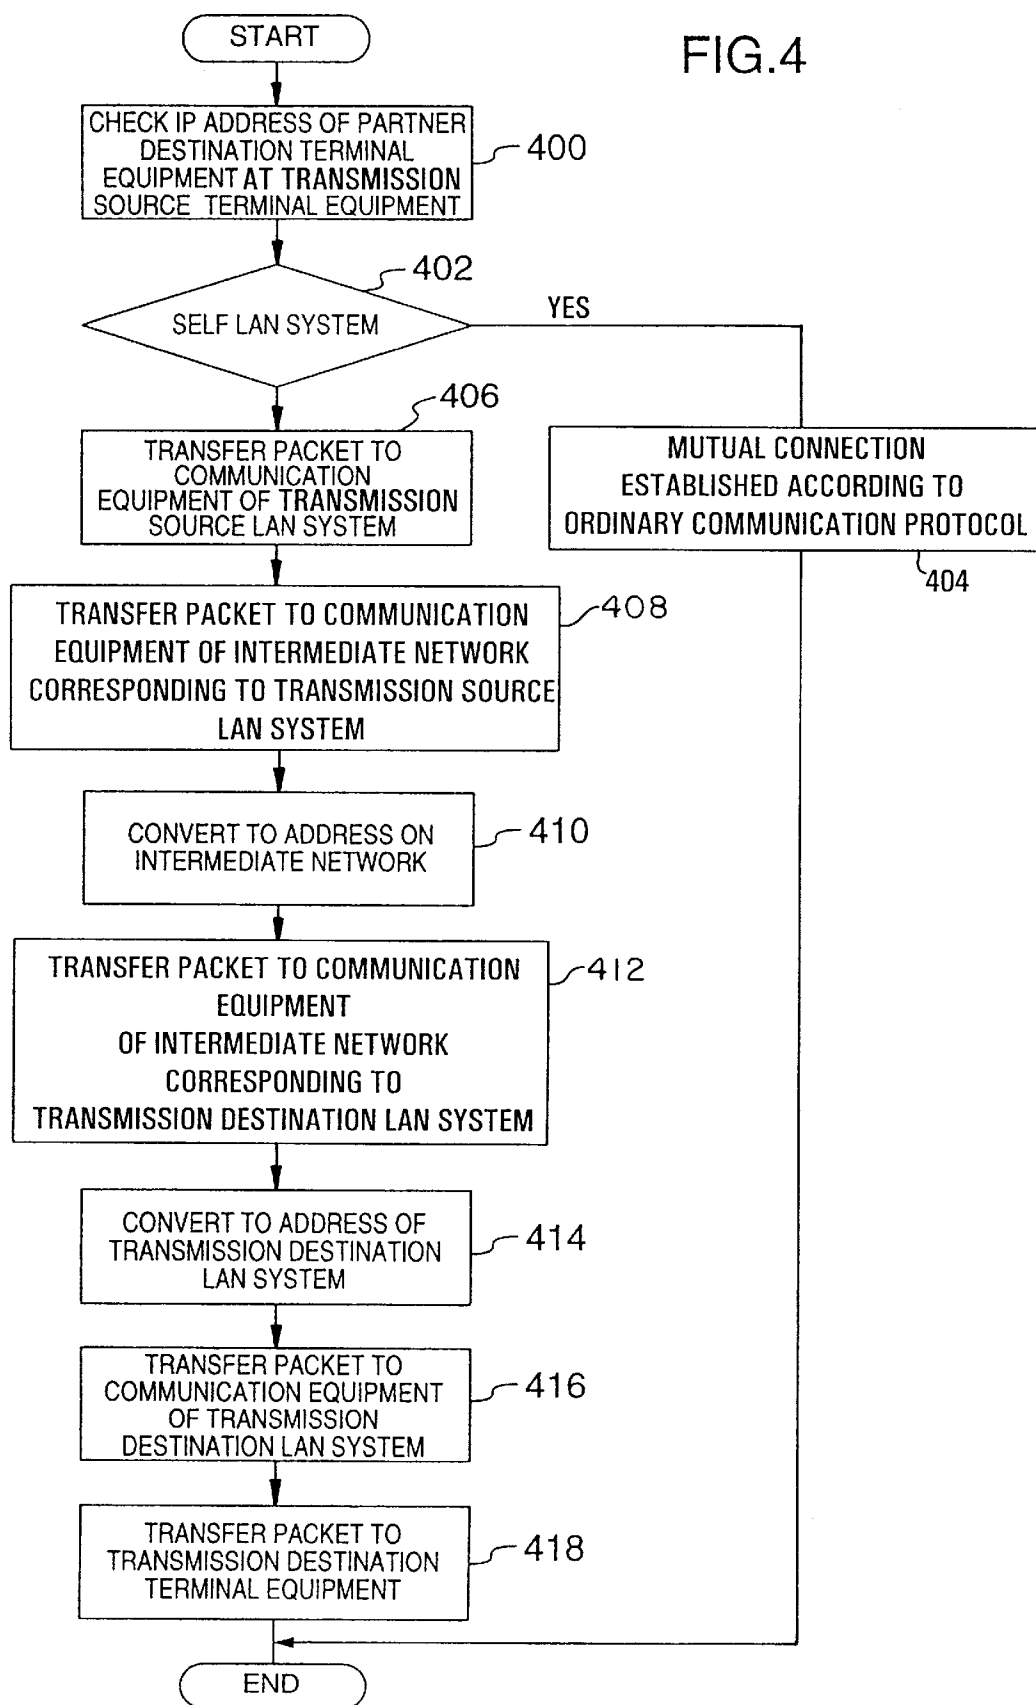 START
FIG.4
CHECK IP ADDRESS OF PARTNER
DESTINATION TERMINAL
EQUIPMENT AT TRANSMISSION
SOURCE TERMINAL EQUIPMENT
400
402
SELF LAN SYSTEM
YES
406
TRANSFER PACKET TO
COMMUNICATION
EQUIPMENT OF TRANSMISSION
SOURCE LAN SYSTEM
MUTUAL CONNECTION
ESTABLISHED ACCORDING TO
ORDINARY COMMUNICATION PROTOCOL
404
TRANSFER PACKET TO COMMUNICATION
EQUIPMENT OF INTERMEDIATE NETWORK
CORRESPONDING TO TRANSMISSION SOURCE
LAN SYSTEM
408
CONVERT TO ADDRESS ON
INTERMEDIATE NETWORK
410
TRANSFER PACKET TO COMMUNICATION
EQUIPMENT
OF INTERMEDIATE NETWORK
CORRESPONDING TO
TRANSMISSION DESTINATION LAN SYSTEM
412
CONVERT TO ADDRESS OF
TRANSMISSION DESTINATION
LAN SYSTEM
414
TRANSFER PACKET TO
COMMUNICATION EQUIPMENT
OF TRANSMISSION
DESTINATION LAN SYSTEM
416
TRANSFER PACKET TO
TRANSMISSION DESTINATION
TERMINAL EQUIPMENT
418
END